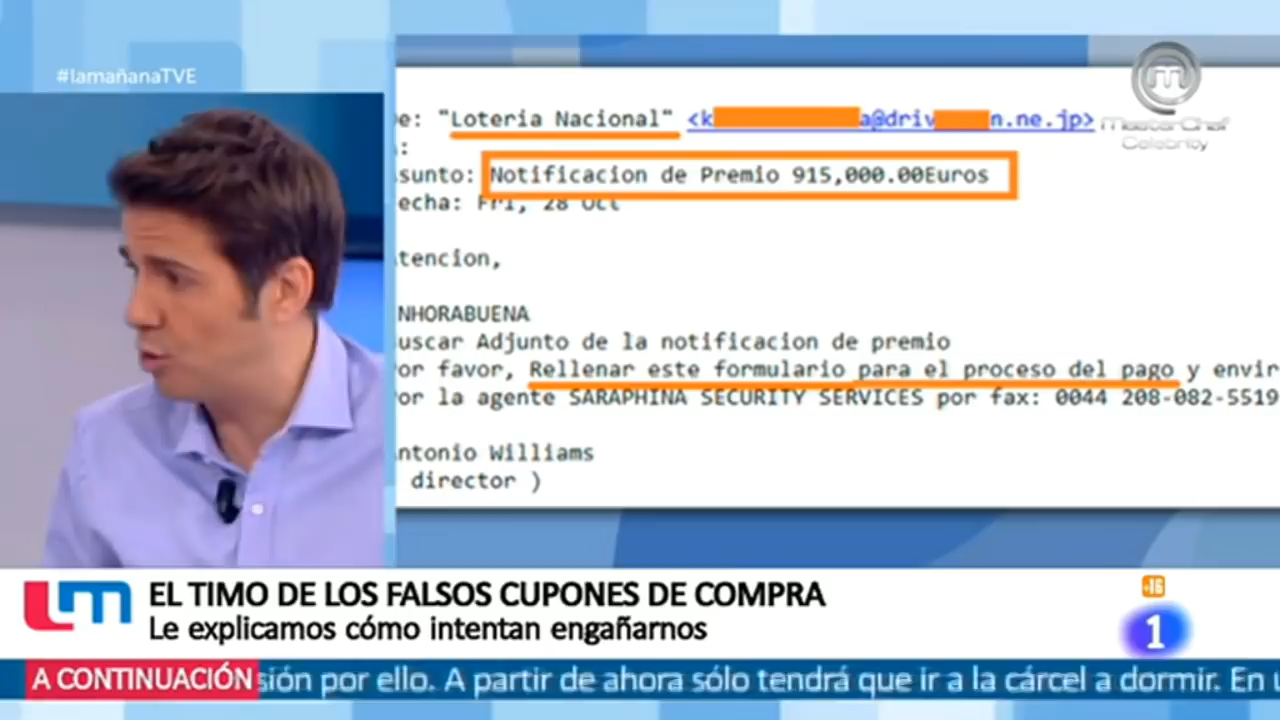 #lamañanaTVE
MasterChef
Celebrity
e: "Loteria Nacional" <k a@driv n.ne.jp>
:
sunto: Notificacion de Premio 915,000.00Euros
echa: Fri, 28 Oct
tencion,
NHORABUENA
uscar Adjunto de la notificacion de premio
or favor, Rellenar este formulario para el proceso del pago y envir
or la agente SARAPHINA SECURITY SERVICES por fax: 0044 208-082-5519
ntonio Williams
director )
+16
LM
EL TIMO DE LOS FALSOS CUPONES DE COMPRA
Le explicamos cómo intentan engañarnos
1
A CONTINUACIÓN sión por ello. A partir de ahora sólo tendrá que ir a la cárcel a dormir. En u